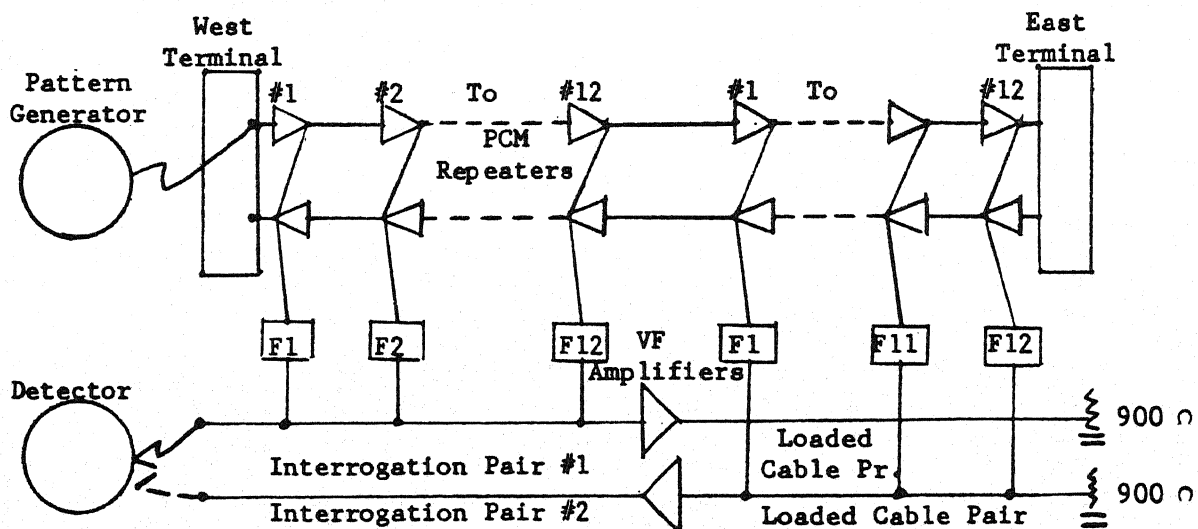 West
Terminal
East
Terminal
Pattern
Generator
#1
#2
To
#12
#1
To
#12
PCM
Repeaters
F1
F2
F12
VF
Amplifiers
F1
F11
F12
Detector
900 Ω
Loaded
Cable Pr.
Interrogation Pair #1
Interrogation Pair #2
Loaded Cable Pair
900 Ω